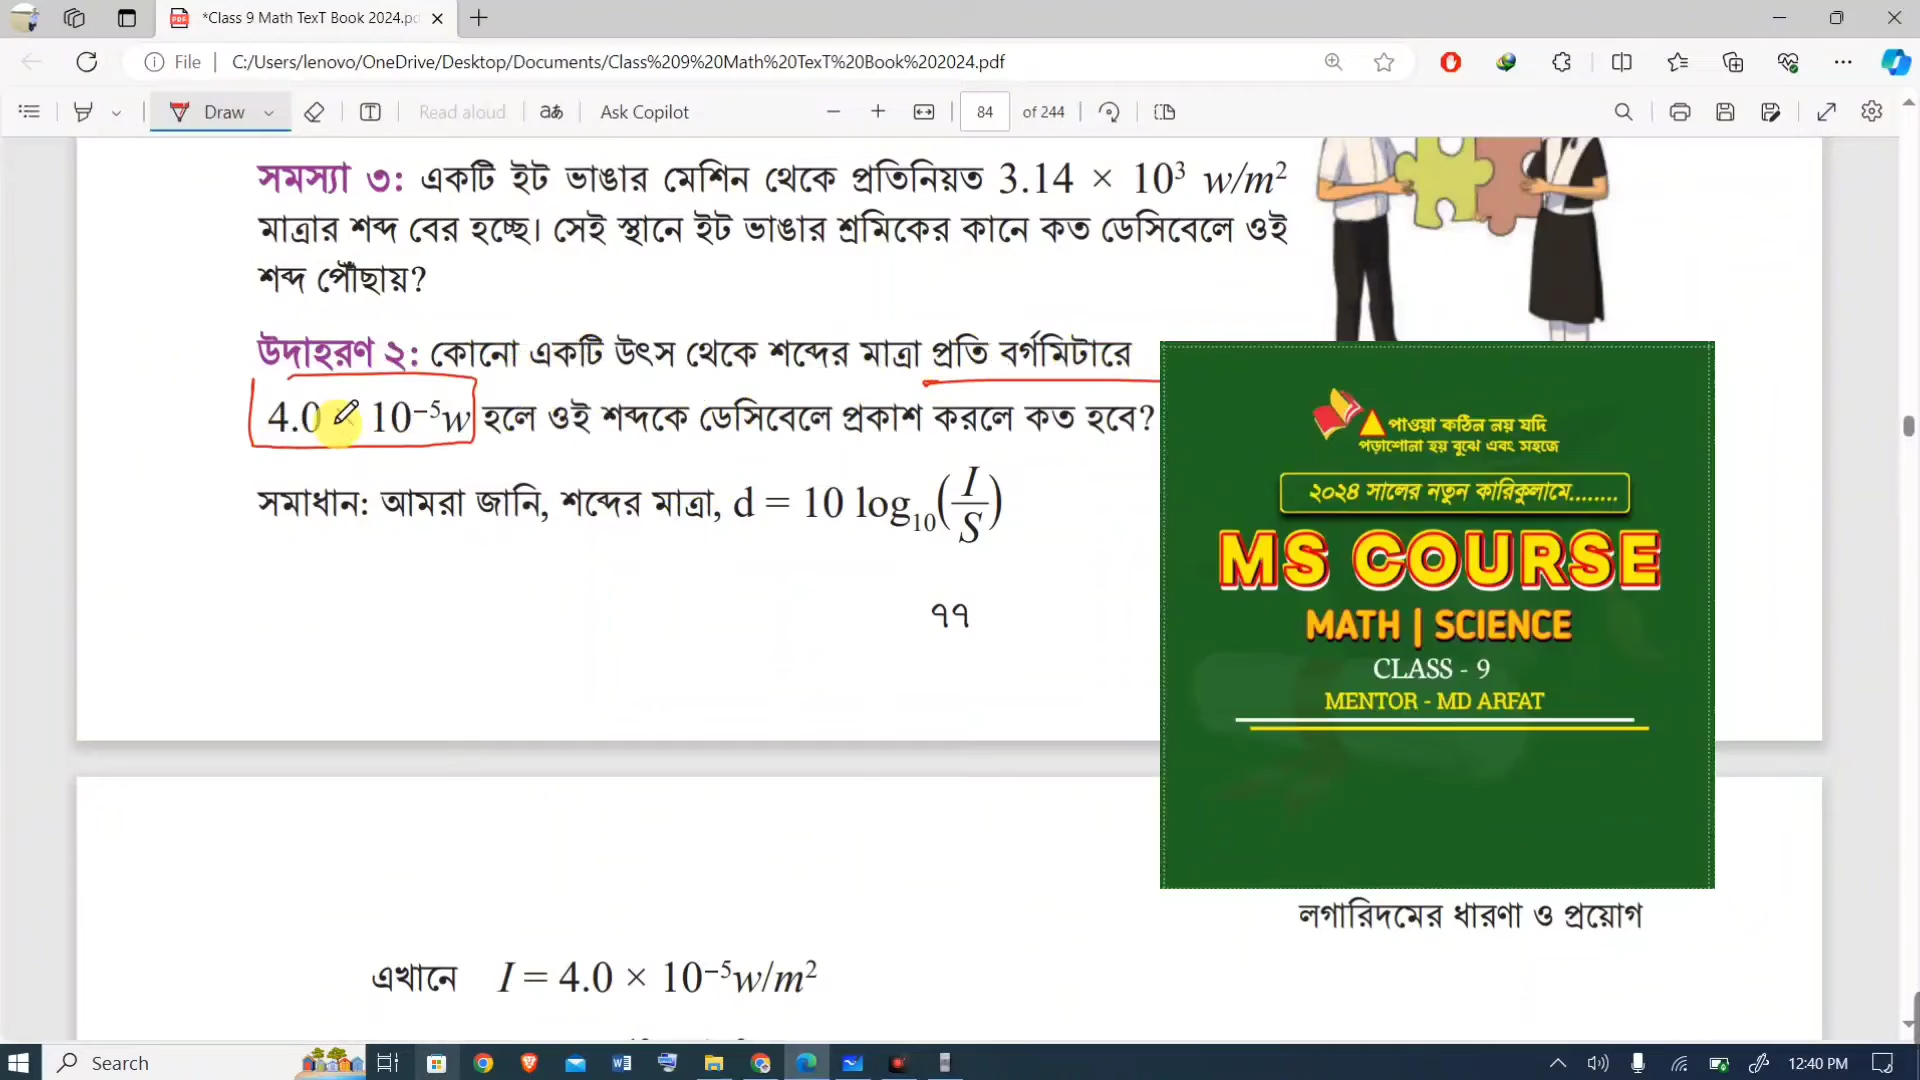 *Class 9 Math TexT Book 2024.pd
File
C:/Users/lenovo/OneDrive/Desktop/Documents/Class%209%20Math%20TexT%20Book%202024.pdf
Draw
Read aloud
Ask Copilot
84
of 244
সমস্যা ৩: একটি ইট ভাঙার মেশিন থেকে প্রতিনিয়ত 3.14 × 10³ w/m²
মাত্রার শব্দ বের হচ্ছে। সেই স্থানে ইট ভাঙার শ্রমিকের কানে কত ডেসিবেলে ওই
শব্দ পৌঁছায়?
উদাহরণ ২: কোনো একটি উৎস থেকে শব্দের মাত্রা প্রতি বর্গমিটারে
4.0 × 10⁻⁵w হলে ওই শব্দকে ডেসিবেলে প্রকাশ করলে কত হবে?
সমাধান: আমরা জানি, শব্দের মাত্রা, d = 10 log₁₀(I/S)
৭৭
পাওয়া কঠিন নয় যদি
পড়াশোনা হয় বুঝে এবং সহজে
২০২৪ সালের নতুন কারিকুলামে........
MS COURSE
MATH | SCIENCE
CLASS - 9
MENTOR - MD ARFAT
লগারিদমের ধারণা ও প্রয়োগ
এখানে I = 4.0 × 10⁻⁵w/m²
Search
12:40 PM